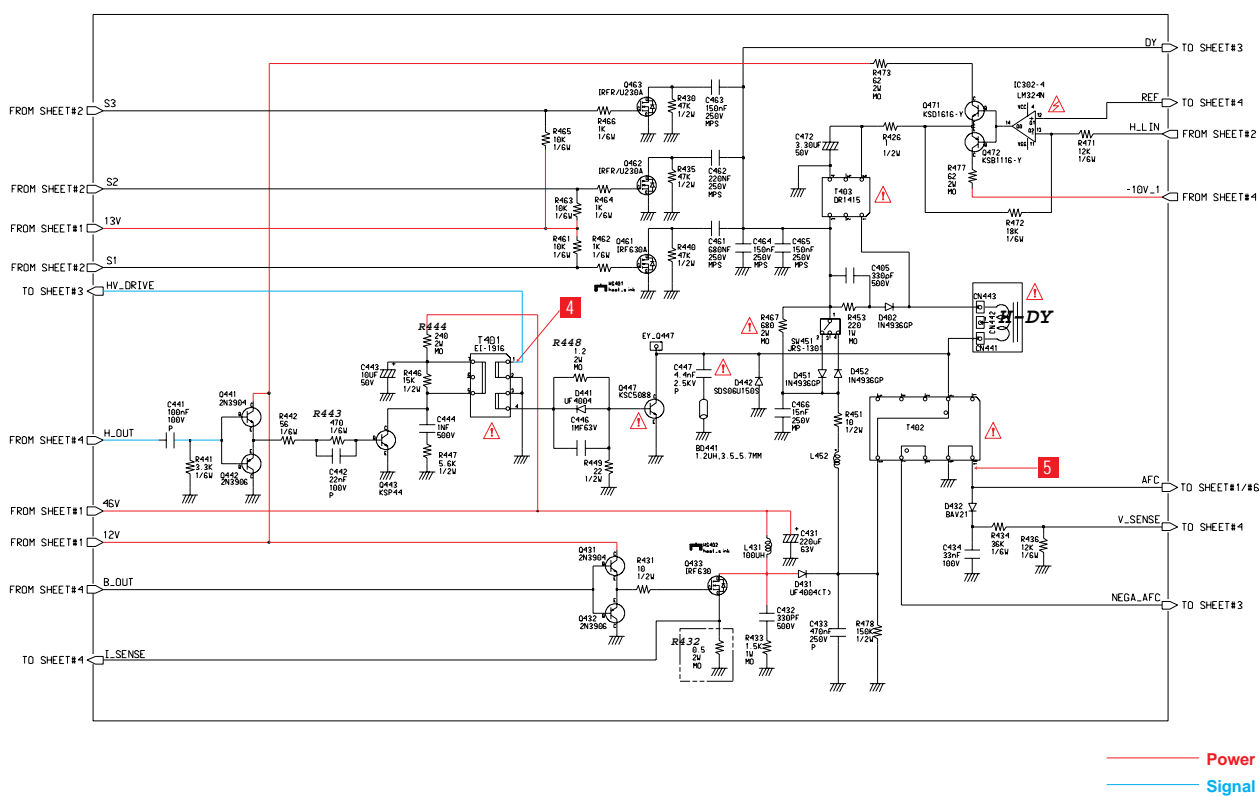 DY
TO SHEET#3
R473
62
2W
MO
IC302-4
LM324N
VCC
VSS
REF
TO SHEET#4
Q463
IRFR/U230A
R430
47K
1/2W
C463
150nF
250V
MPS
Q471
KSD1616-Y
FROM SHEET#2
S3
R466
1K
1/6W
R465
10K
1/6W
C472
3.30UF
50V
R426
1/2W
Q472
KSB1116-Y
H_LIN
FROM SHEET#2
R471
12K
1/6W
Q462
IRFR/U230A
R435
47K
1/2W
C462
220NF
250V
MPS
R477
62
2W
MO
FROM SHEET#2
S2
R463
10K
1/6W
R464
1K
1/6W
T403
DR1415
-10V_1
FROM SHEET#4
FROM SHEET#1
13V
R472
18K
1/6W
R461
10K
1/6W
R462
1K
1/6W
Q461
IRF630A
R440
47K
1/2W
C461
680NF
250V
MPS
C464
150nF
250V
MPS
C465
150nF
250V
MPS
FROM SHEET#2
S1
C405
330pF
500V
HS401
heat_sink
TO SHEET#3
HV_DRIVE
4
CN443
CN442
H-DY
CN441
R444
240
2W
MO
T401
EI-1916
R448
1.2
2W
MO
EY_Q447
R467
680
2W
MO
R453
220
1W
MO
D402
1N4936GP
SW451
JRS-1301
C443
10UF
50V
R446
15K
1/2W
D441
UF4004
Q447
KSC5088
C447
4.4nF
2.5KV
P
D442
SDS06U150S
D451
1N4936GP
D452
1N4936GP
Q441
2N3904
C441
100nF
100V
P
R442
56
1/6W
R443
470
1/6W
C444
1NF
500V
C446
1MF63V
C466
15nF
250V
MP
R451
10
1/2W
T402
FROM SHEET#4
H_OUT
R441
3.3K
1/6W
Q442
2N3906
C442
22nF
100V
P
Q443
KSP44
R447
5.6K
1/2W
R449
22
1/2W
BD441
1.2UH,3.5_5.7MM
L452
5
AFC
TO SHEET#1/#6
D432
BAV21
FROM SHEET#1
46V
V_SENSE
TO SHEET#4
R434
36K
1/6W
R436
12K
1/6W
C431
220uF
63V
FROM SHEET#1
12V
L431
100UH
HS402
heat_sink
C434
33nF
100V
Q431
2N3904
R431
10
1/2W
Q433
IRF630
D431
UF4004(T)
FROM SHEET#4
B_OUT
Q432
2N3906
C432
330PF
500V
NEGA_AFC
TO SHEET#3
R432
0.5
2W
MO
R433
1.5K
1W
MO
C433
470nF
250V
P
R478
150K
1/2W
TO SHEET#4
I_SENSE
Power
Signal